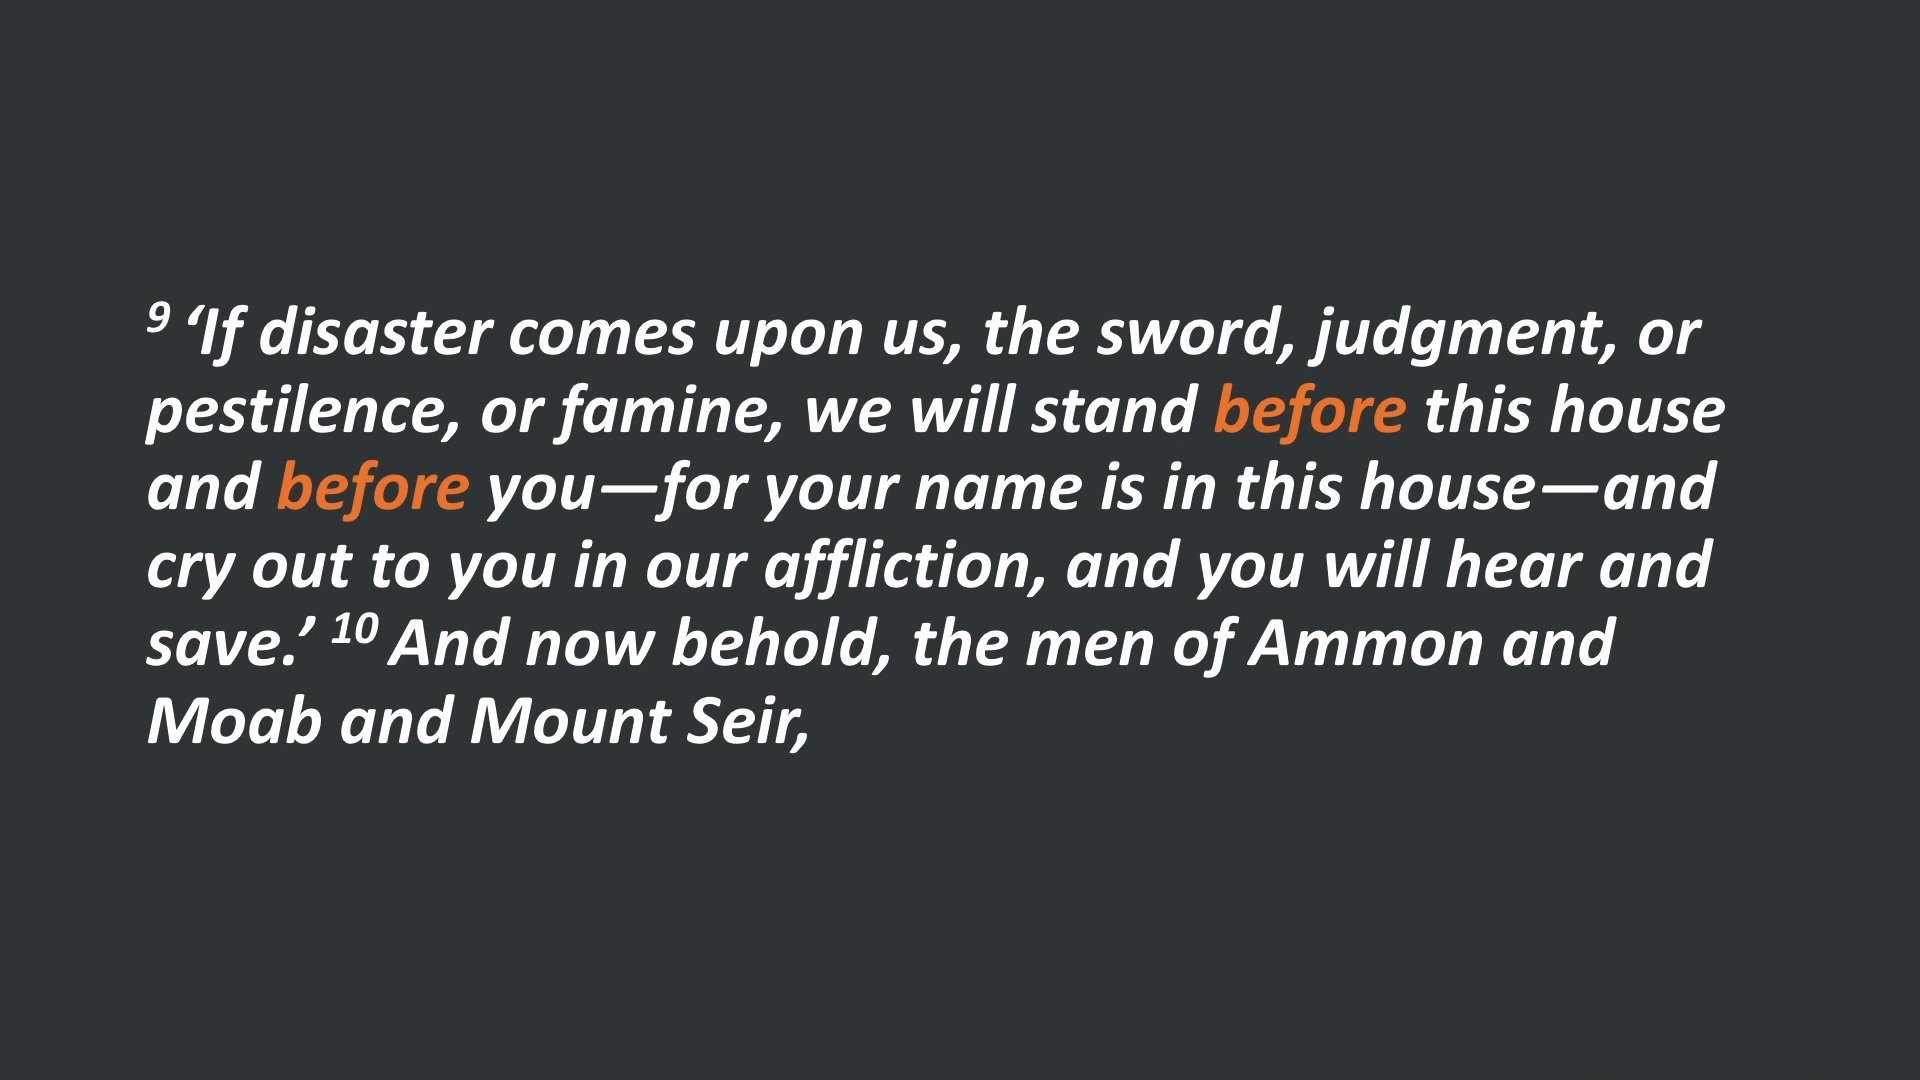 9 ‘If disaster comes upon us, the sword, judgment, or
pestilence, or famine, we will stand before this house
and before you—for your name is in this house—and
cry out to you in our affliction, and you will hear and
save.’ 10 And now behold, the men of Ammon and
Moab and Mount Seir,